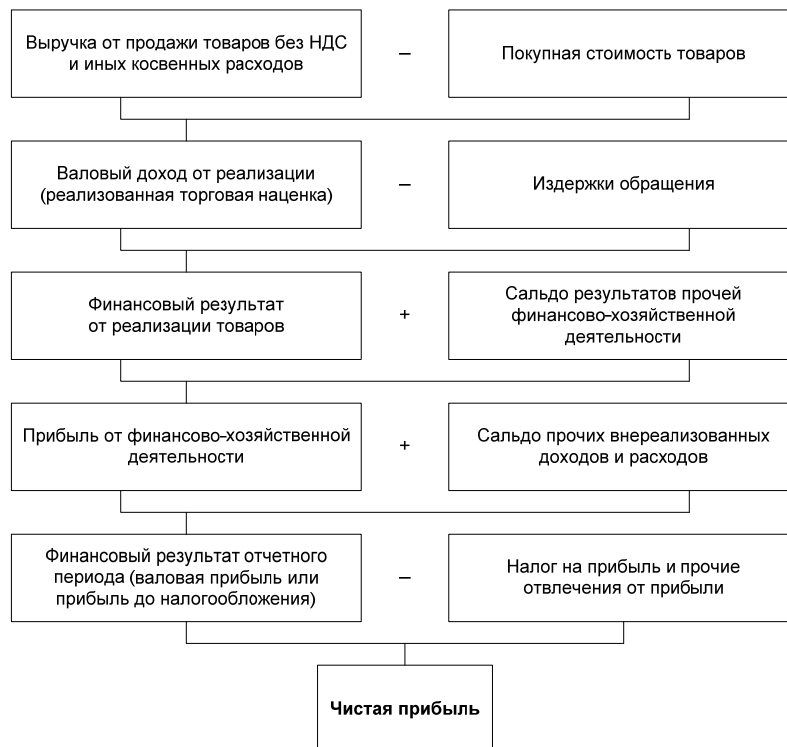 Выручка от продажи товаров без НДС
и иных косвенных расходов
–
Покупная стоимость товаров
Валовый доход от реализации
(реализованная торговая наценка)
–
Издержки обращения
Финансовый результат
от реализации товаров
+
Сальдо результатов прочей
финансово–хозяйственной
деятельности
Прибыль от финансово–хозяйственной
деятельности
+
Сальдо прочих внереализованных
доходов и расходов
Финансовый результат отчетного
периода (валовая прибыль или
прибыль до налогообложения)
–
Налог на прибыль и прочие
отвлечения от прибыли
Чистая прибыль